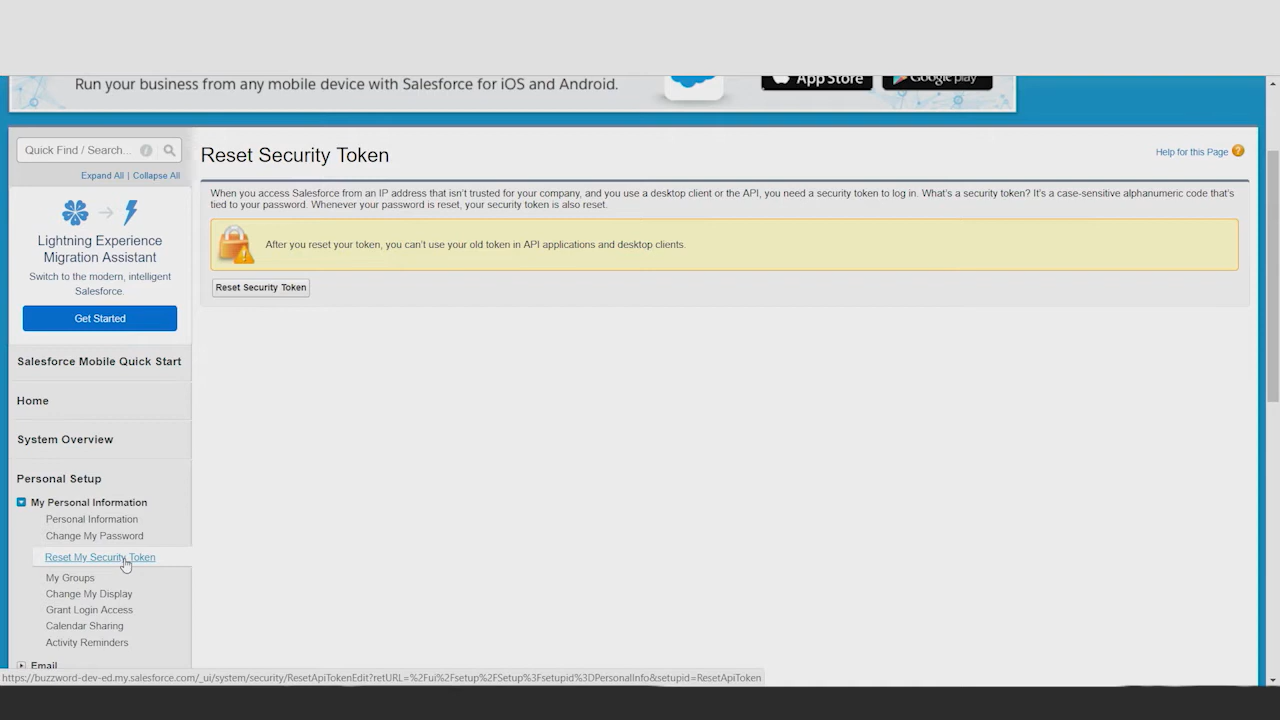 Run your business from any mobile device with Salesforce for iOS and Android.
App Store
Google play
Quick Find / Search...
Expand All | Collapse All
Lightning Experience
Migration Assistant
Switch to the modern, intelligent
Salesforce.
Get Started
Salesforce Mobile Quick Start
Home
System Overview
Personal Setup
My Personal Information
Personal Information
Change My Password
Reset My Security Token
My Groups
Change My Display
Grant Login Access
Calendar Sharing
Activity Reminders
Email
Reset Security Token
Help for this Page
When you access Salesforce from an IP address that isn't trusted for your company, and you use a desktop client or the API, you need a security token to log in. What's a security token? It's a case-sensitive alphanumeric code that's
tied to your password. Whenever your password is reset, your security token is also reset.
After you reset your token, you can't use your old token in API applications and desktop clients.
Reset Security Token
https://buzzword-dev-ed.my.salesforce.com/_ui/system/security/ResetApiTokenEdit?retURL=%2Fui%2Fsetup%2FSetup%3Fsetupid%3DPersonalInfo&setupid=ResetApiToken